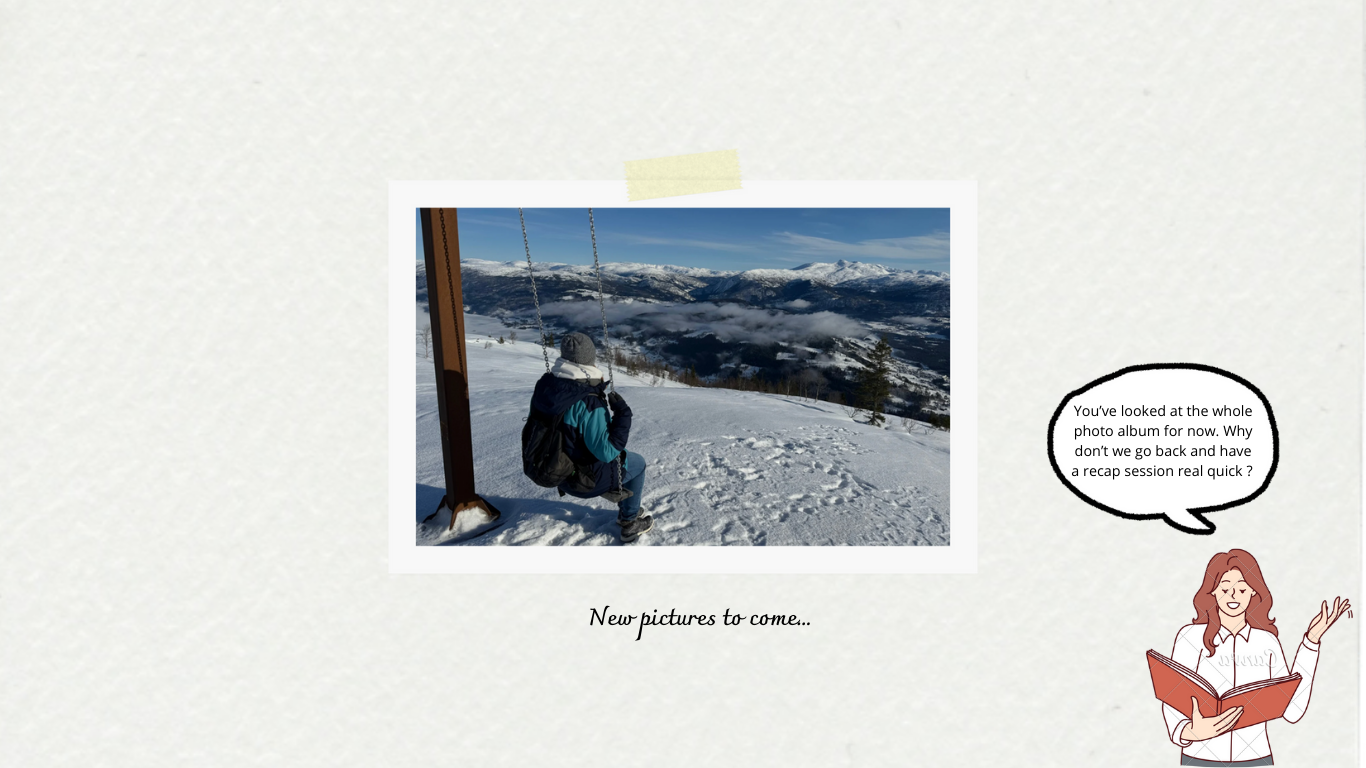 You’ve looked at the whole
photo album for now. Why
don’t we go back and have
a recap session real quick ?
New pictures to come...
Canva